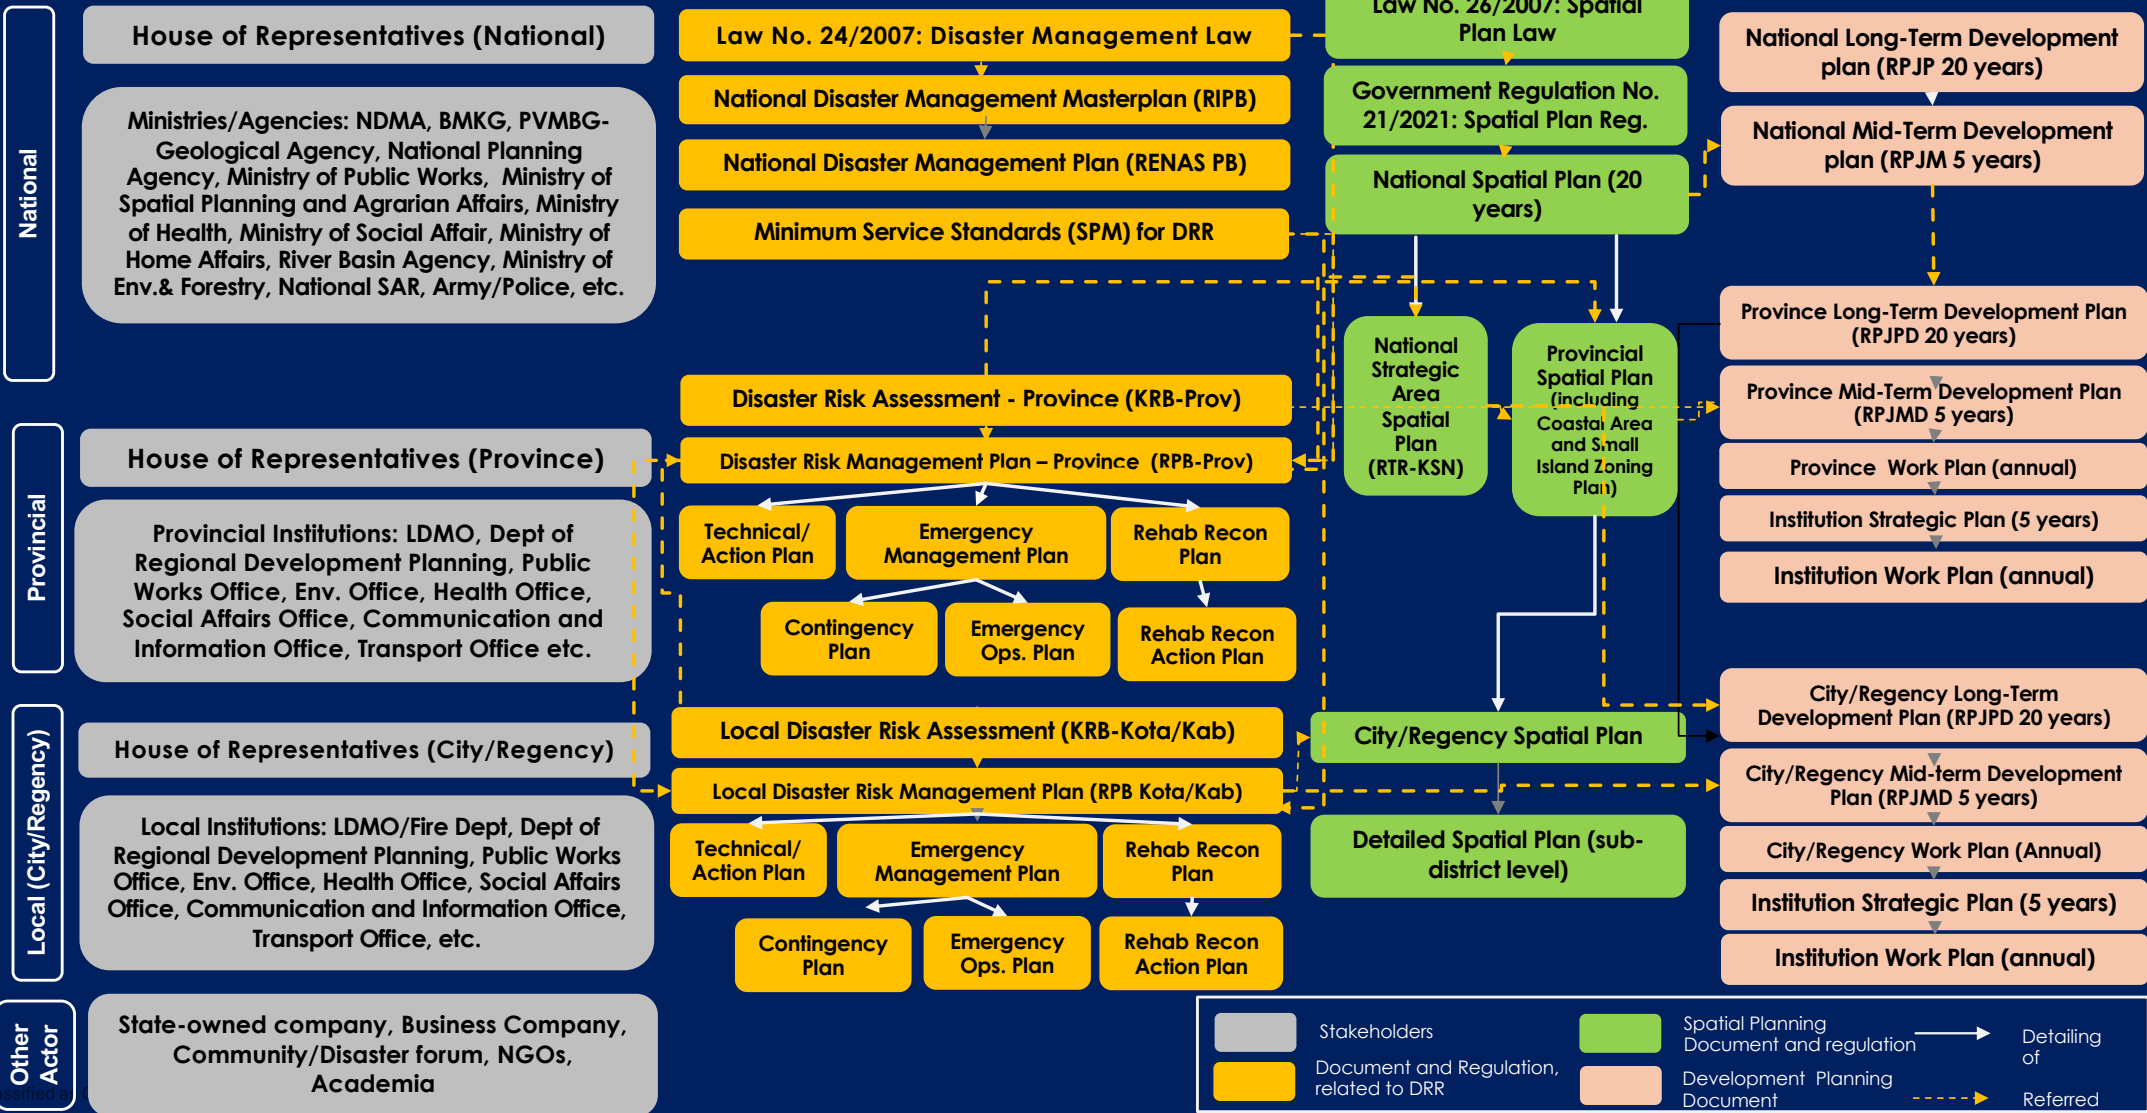 National
House of Representatives (National)
Ministries/Agencies: NDMA, BMKG, PVMBG-
Geological Agency, National Planning
Agency, Ministry of Public Works, Ministry of
Spatial Planning and Agrarian Affairs, Ministry
of Health, Ministry of Social Affair, Ministry of
Home Affairs, River Basin Agency, Ministry of
Env.& Forestry, National SAR, Army/Police, etc.
Law No. 24/2007: Disaster Management Law
National Disaster Management Masterplan (RIPB)
National Disaster Management Plan (RENAS PB)
Minimum Service Standards (SPM) for DRR
Law No. 26/2007: Spatial
Plan Law
Government Regulation No.
21/2021: Spatial Plan Reg.
National Spatial Plan (20
years)
National
Strategic
Area
Spatial
Plan
(RTR-KSN)
Provincial
Spatial Plan
(including
Coastal Area
and Small
Island Zoning
Plan)
National Long-Term Development
plan (RPJP 20 years)
National Mid-Term Development
plan (RPJM 5 years)
Provincial
House of Representatives (Province)
Provincial Institutions: LDMO, Dept of
Regional Development Planning, Public
Works Office, Env. Office, Health Office,
Social Affairs Office, Communication and
Information Office, Transport Office etc.
Disaster Risk Assessment - Province (KRB-Prov)
Disaster Risk Management Plan – Province (RPB-Prov)
Technical/
Action Plan
Emergency
Management Plan
Rehab Recon
Plan
Contingency
Plan
Emergency
Ops. Plan
Rehab Recon
Action Plan
Province Long-Term Development Plan
(RPJPD 20 years)
Province Mid-Term Development Plan
(RPJMD 5 years)
Province Work Plan (annual)
Institution Strategic Plan (5 years)
Institution Work Plan (annual)
Local (City/Regency)
House of Representatives (City/Regency)
Local Institutions: LDMO/Fire Dept, Dept of
Regional Development Planning, Public Works
Office, Env. Office, Health Office, Social Affairs
Office, Communication and Information Office,
Transport Office, etc.
Local Disaster Risk Assessment (KRB-Kota/Kab)
Local Disaster Risk Management Plan (RPB Kota/Kab)
Technical/
Action Plan
Emergency
Management Plan
Rehab Recon
Plan
Contingency
Plan
Emergency
Ops. Plan
Rehab Recon
Action Plan
City/Regency Spatial Plan
Detailed Spatial Plan (sub-
district level)
City/Regency Long-Term
Development Plan (RPJPD 20 years)
City/Regency Mid-term Development
Plan (RPJMD 5 years)
City/Regency Work Plan (Annual)
Institution Strategic Plan (5 years)
Institution Work Plan (annual)
Other
Actor
State-owned company, Business Company,
Community/Disaster forum, NGOs,
Academia
Stakeholders
Document and Regulation,
related to DRR
Spatial Planning
Document and regulation
Development Planning
Document
Detailing
of
Referred